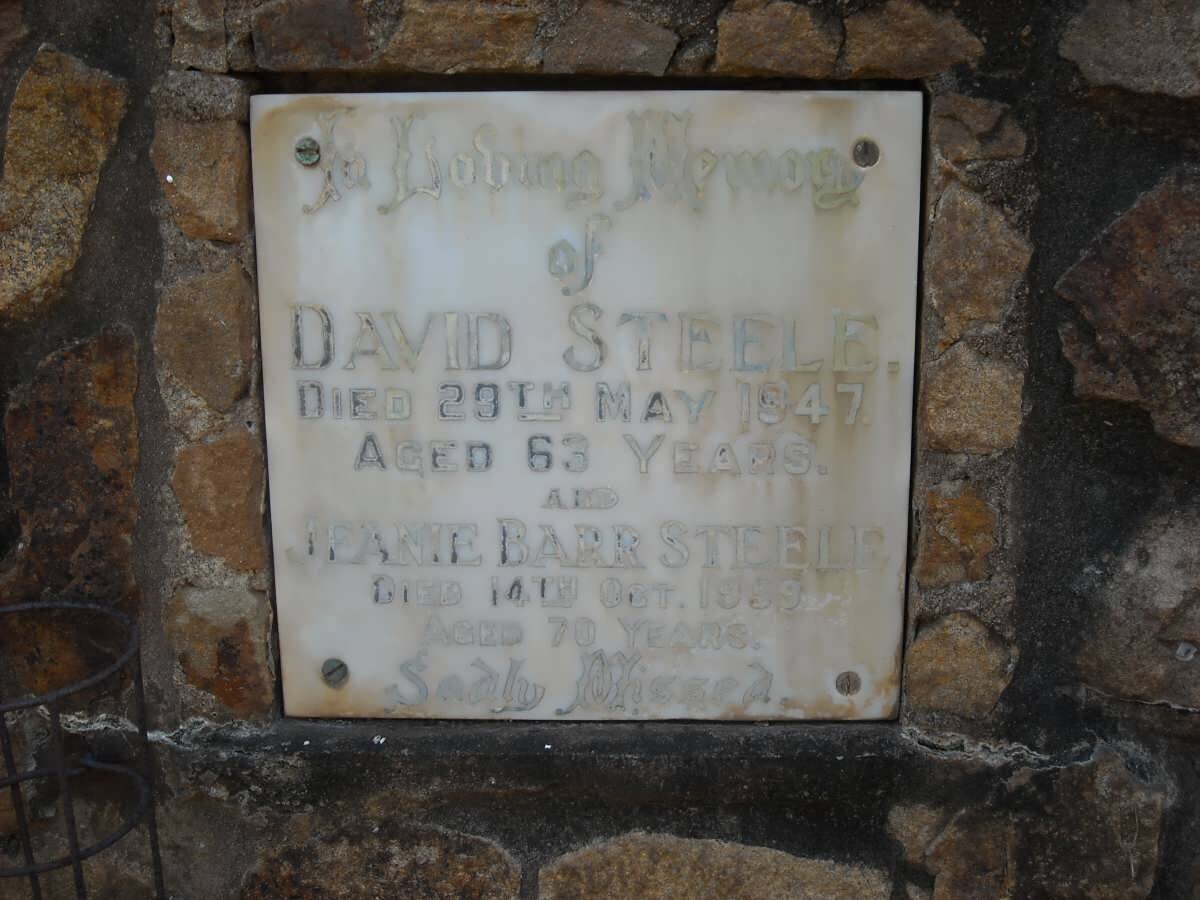 In Loving Memory
of
DAVID STEELE.
DIED 29TH MAY 1947.
AGED 63 YEARS.
AND
JEANIE BARR STEELE
DIED 14TH OCT. 1959
AGED 70 YEARS.
Sadly Missed.